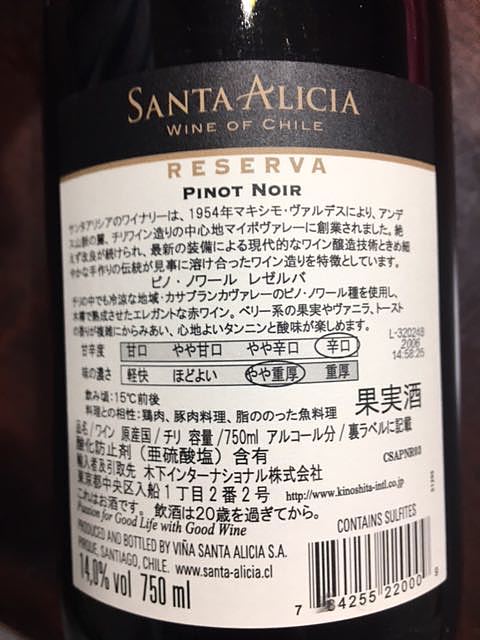 SANTA ALICIA
WINE OF CHILE
RESERVA
PINOT NOIR
サンタアリシアのワイナリーは、1954年マキシモ・ヴァルデスにより、アンデ
ス山脈の麓、チリワイン造りの中心地マイポヴァレーに創業されました。絶
えず改良が続けられ、最新の装備による現代的なワイン醸造技術ときめ細
やかな手作りの伝統が見事に溶け合ったワイン造りを特徴としています。
ピノ・ノワール レゼルバ
チリの中でも冷涼な地域・カサブランカヴァレーのピノ・ノワール種を使用し、
木樽で熟成させたエレガントな赤ワイン。ベリー系の果実やヴァニラ、トースト
の香りが複雑にからみあい、心地よいタンニンと酸味が楽しめます。
甘辛度 甘口 やや甘口 やや辛口 辛口
味の濃さ 軽快 ほどよい やや重厚 重厚
L-320248
2006
14:58:25
飲み頃:15℃前後
料理との相性:鶏肉、豚肉料理、脂ののった魚料理
果実酒
品名/ワイン 原産国/チリ 容量/750ml アルコール分/裏ラベルに記載
酸化防止剤(亜硫酸塩)含有
CSAPNR03
輸入者及引取先 木下インターナショナル株式会社
東京都中央区入船1丁目2番2号 http://www.kinoshita-intl.co.jp
これはお酒です。飲酒は20歳を過ぎてから。
Passion for Good Life with Good Wine
PRODUCED AND BOTTLED BY VIÑA SANTA ALICIA S.A.
PIRQUE, SANTIAGO, CHILE. www.santa-alicia.cl
14,0% vol 750 ml
CONTAINS SULFITES
7 84255 22000 9